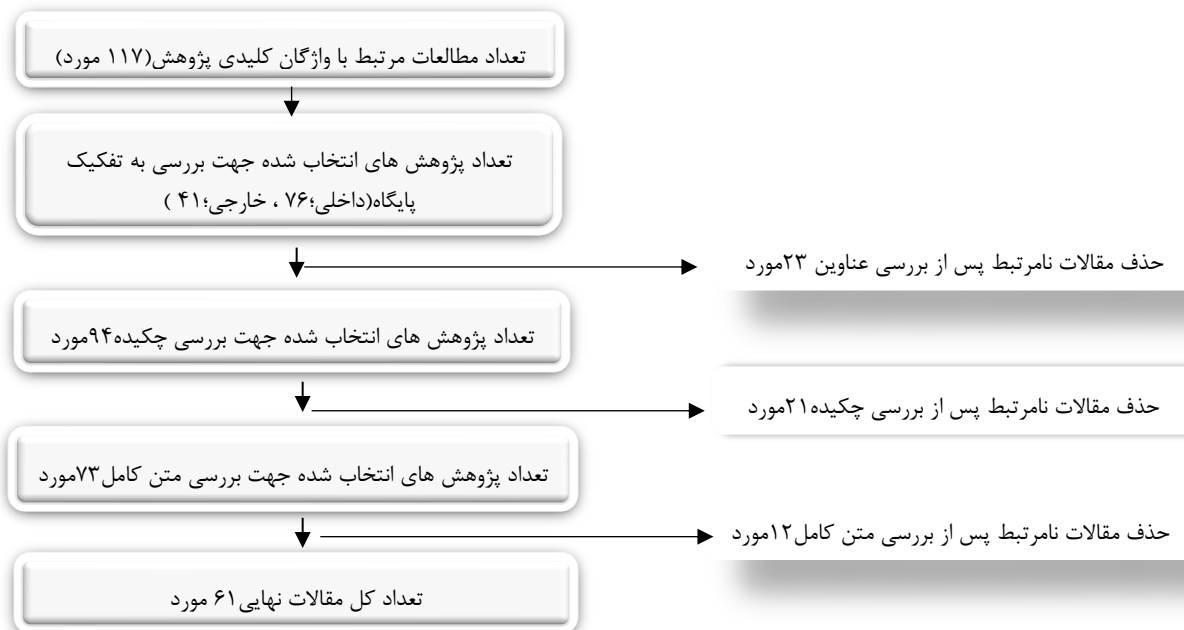 تعداد مطالعات مرتبط با واژگان کلیدی پژوهش(۱۱۷ مورد)
تعداد پژوهش های انتخاب شده جهت بررسی به تفکیک
پایگاه(داخلی؛۷۶ ، خارجی؛۴۱ )
حذف مقالات نامرتبط پس از بررسی عناوین ۲۳مورد
تعداد پژوهش های انتخاب شده جهت بررسی چکیده۹۴مورد
حذف مقالات نامرتبط پس از بررسی چکیده۲۱مورد
تعداد پژوهش های انتخاب شده جهت بررسی متن کامل۷۳مورد
حذف مقالات نامرتبط پس از بررسی متن کامل۱۲مورد
تعداد کل مقالات نهایی۶۱ مورد